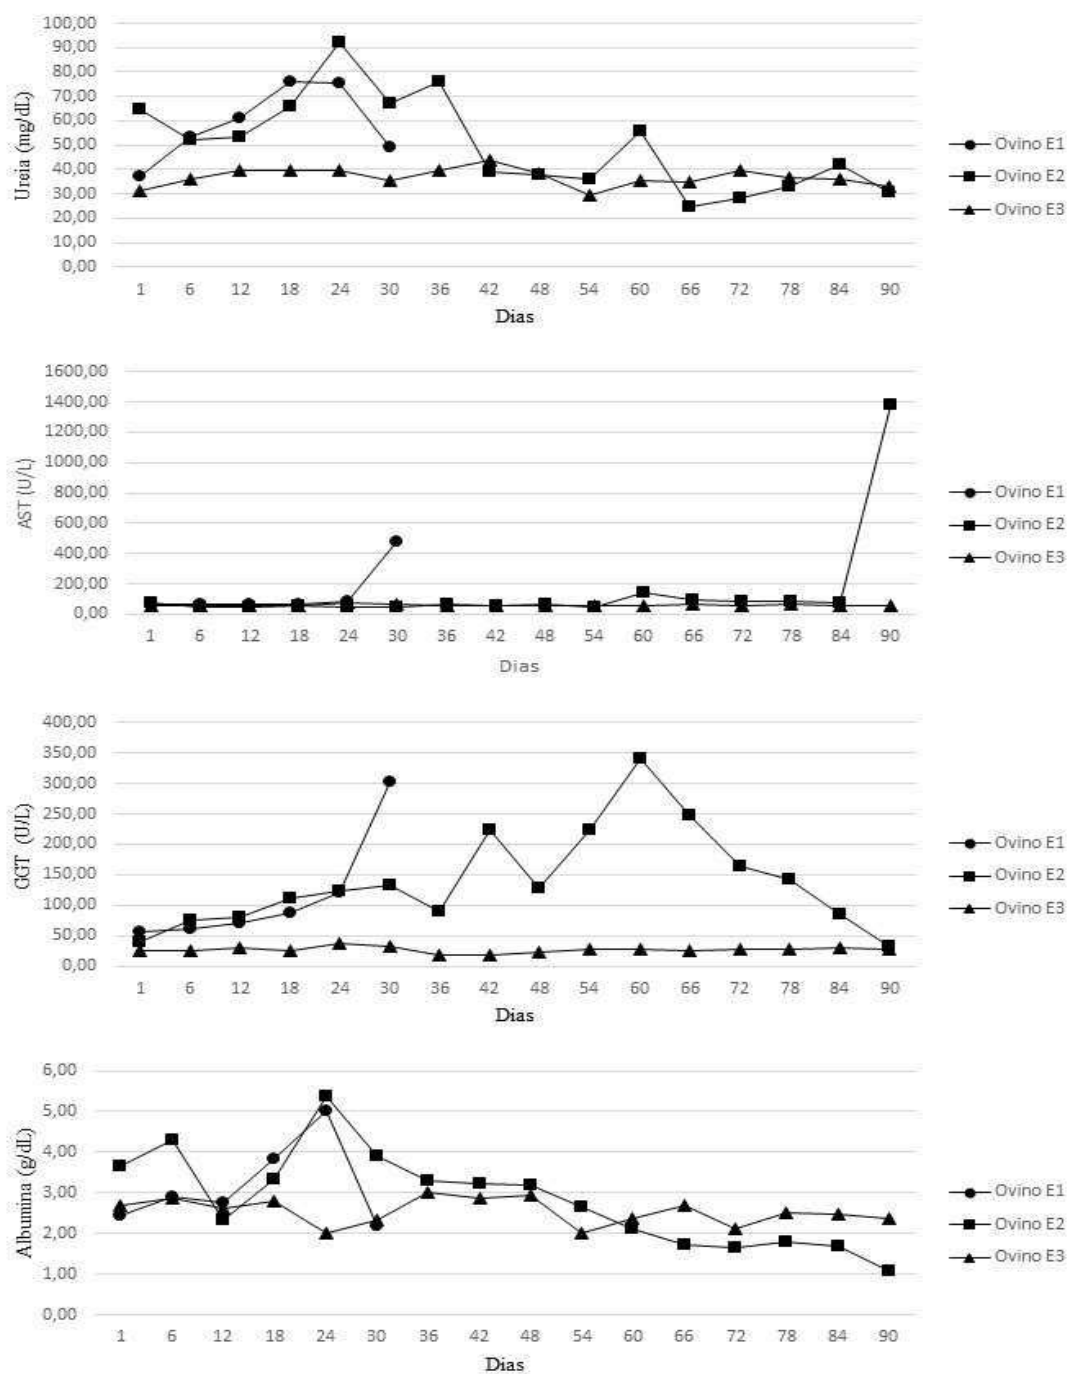 100,00
90,00
80,00
70,00
60,00
50,00
40,00
30,00
20,00
10,00
0,00
Ureia (mg/dL)
1 6 12 18 24 30 36 42 48 54 60 66 72 78 84 90
Dias
Ovino E1
Ovino E2
Ovino E3
1600,00
1400,00
1200,00
1000,00
800,00
600,00
400,00
200,00
0,00
AST (U/L)
1 6 12 18 24 30 36 42 48 54 60 66 72 78 84 90
Dias
Ovino E1
Ovino E2
Ovino E3
400,00
350,00
300,00
250,00
200,00
150,00
100,00
50,00
0,00
GGT (U/L)
1 6 12 18 24 30 36 42 48 54 60 66 72 78 84 90
Dias
Ovino E1
Ovino E2
Ovino E3
6,00
5,00
4,00
3,00
2,00
1,00
0,00
Albumina (g/dL)
1 6 12 18 24 30 36 42 48 54 60 66 72 78 84 90
Dias
Ovino E1
Ovino E2
Ovino E3